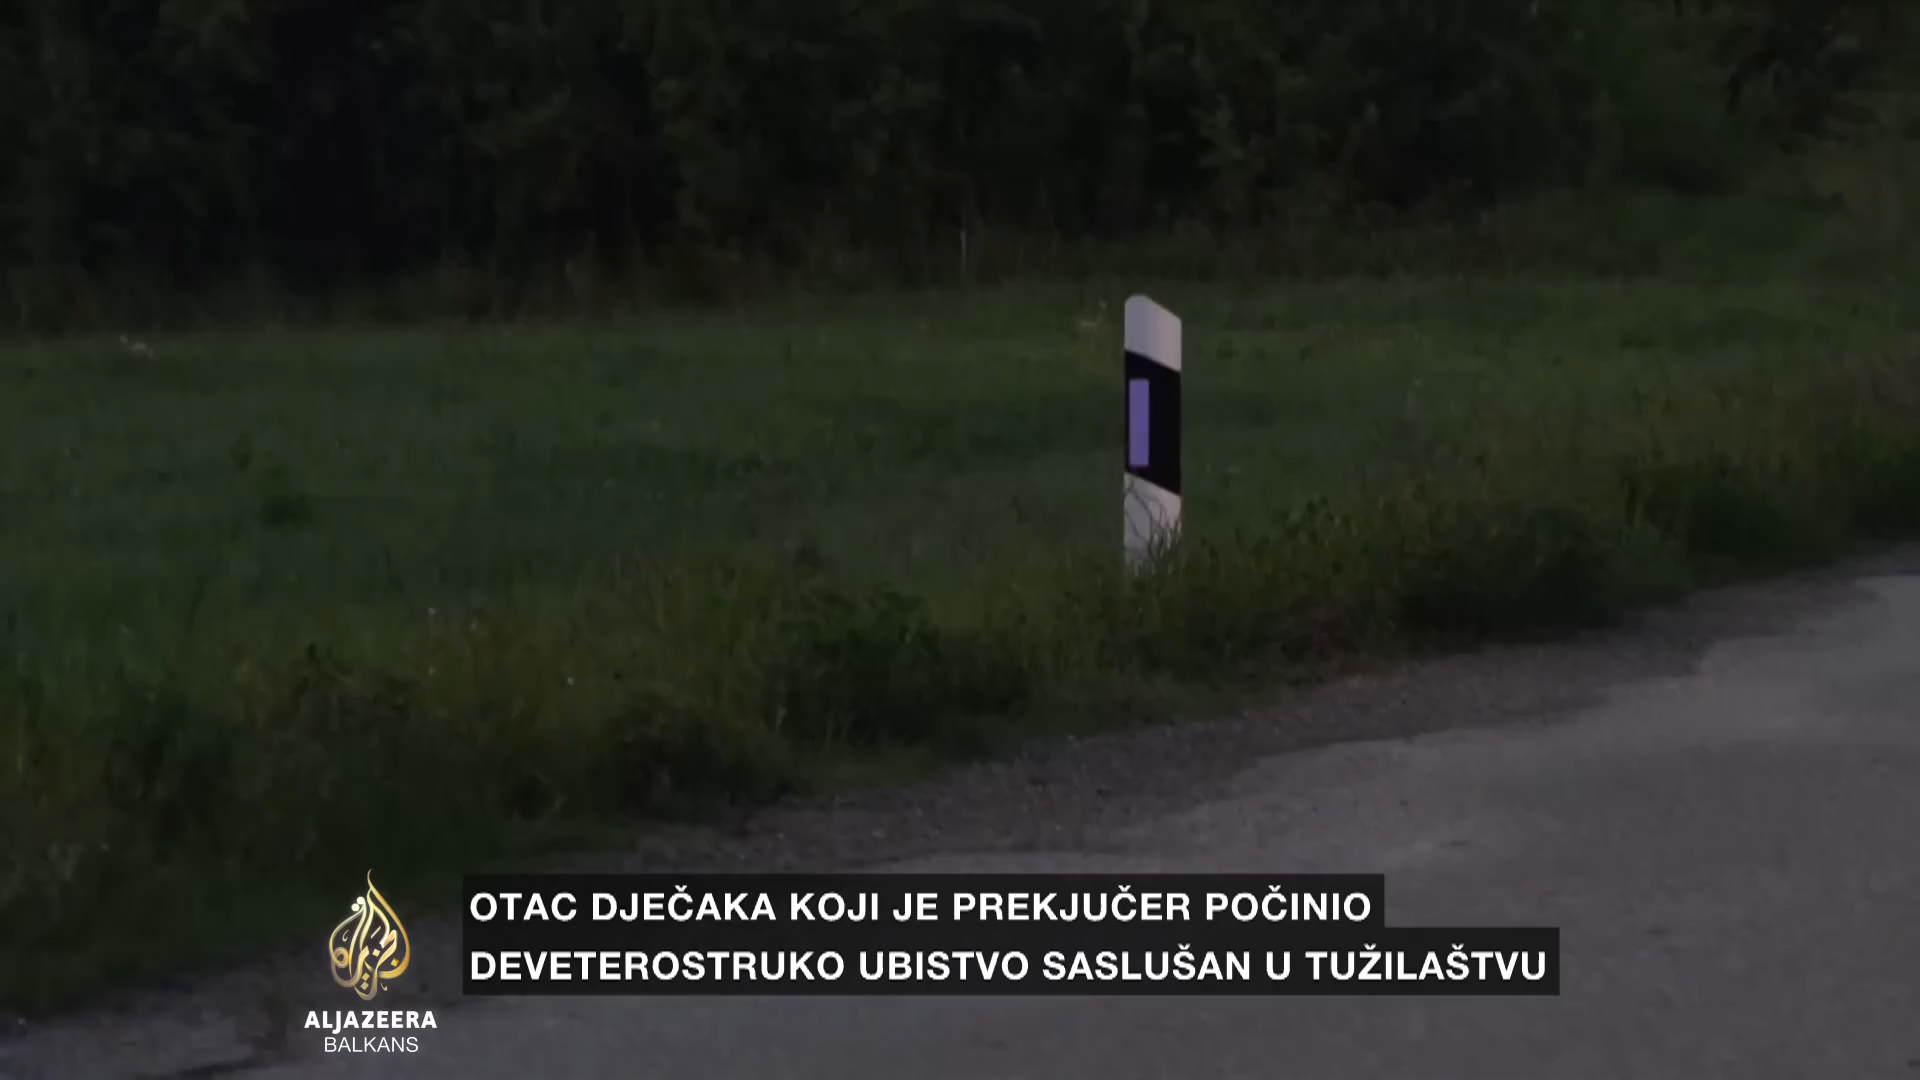 OTAC DJEČAKA KOJI JE PREKJUČER POČINIO
DEVETEROSTRUKO UBISTVO SASLUŠAN U TUŽILAŠTVU
ALJAZEERA
BALKANS